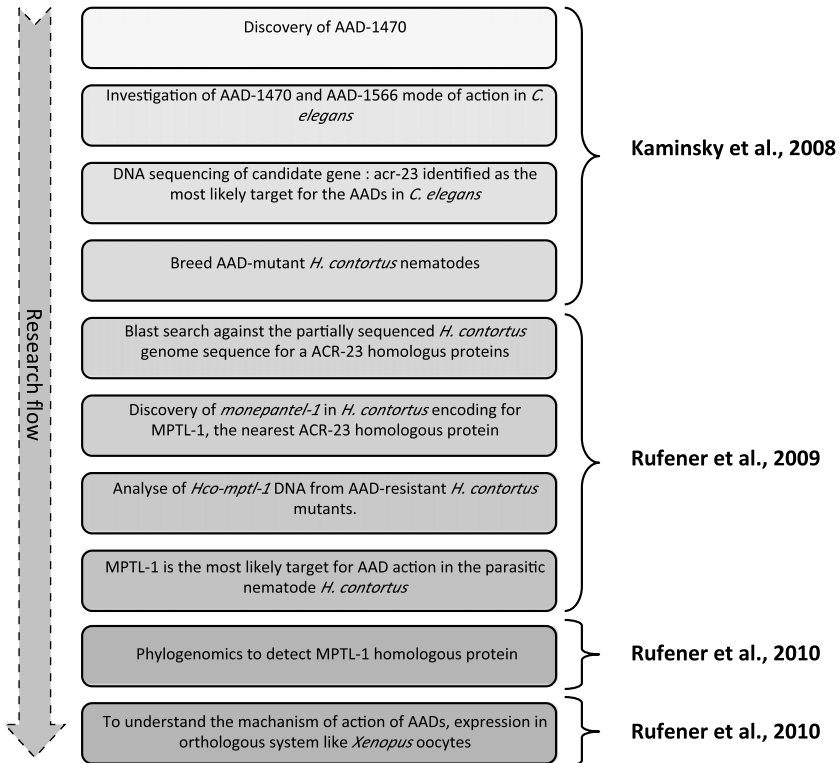 Research flow
Discovery of AAD-1470
Investigation of AAD-1470 and AAD-1566 mode of action in C.
elegans
DNA sequencing of candidate gene : acr-23 identified as the
most likely target for the AADs in C. elegans
Breed AAD-mutant H. contortus nematodes
Kaminsky et al., 2008
Blast search against the partially sequenced H. contortus
genome sequence for a ACR-23 homologus proteins
Discovery of monepantel-1 in H. contortus encoding for
MPTL-1, the nearest ACR-23 homologous protein
Analyse of Hco-mptl-1 DNA from AAD-resistant H. contortus
mutants.
MPTL-1 is the most likely target for AAD action in the parasitic
nematode H. contortus
Rufener et al., 2009
Phylogenomics to detect MPTL-1 homologous protein
Rufener et al., 2010
To understand the machanism of action of AADs, expression in
orthologous system like Xenopus oocytes
Rufener et al., 2010